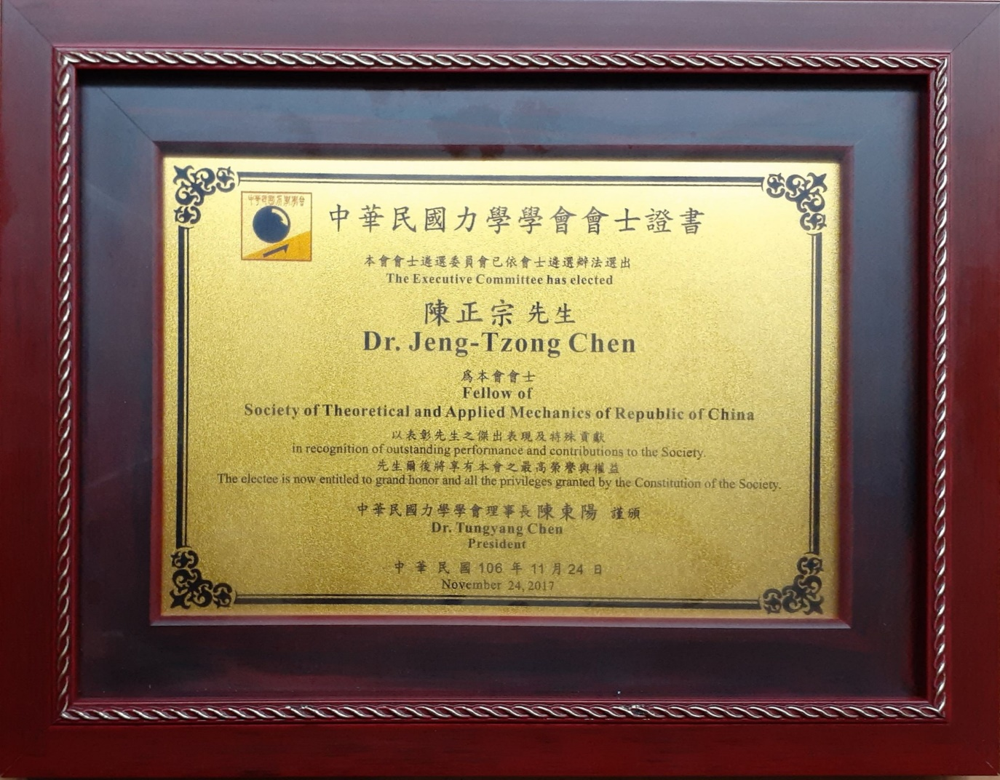 中華民國力學學會
中華民國力學學會會士證書
本會會士遴選委員會已依會士遴選辦法選出
The Executive Committee has elected
陳正宗 先生
Dr. Jeng-Tzong Chen
為本會會士
Fellow of
Society of Theoretical and Applied Mechanics of Republic of China
以表彰先生之傑出表現及特殊貢獻
in recognition of outstanding performance and contributions to the Society.
先生爾後將享有本會之最高榮譽與權益
The electee is now entitled to grand honor and all the privileges granted by the Constitution of the Society.
中華民國力學學會理事長陳東陽 謹頒
Dr. Tungyang Chen
President
中 華 民 國 106 年 11 月 24 日
November 24, 2017